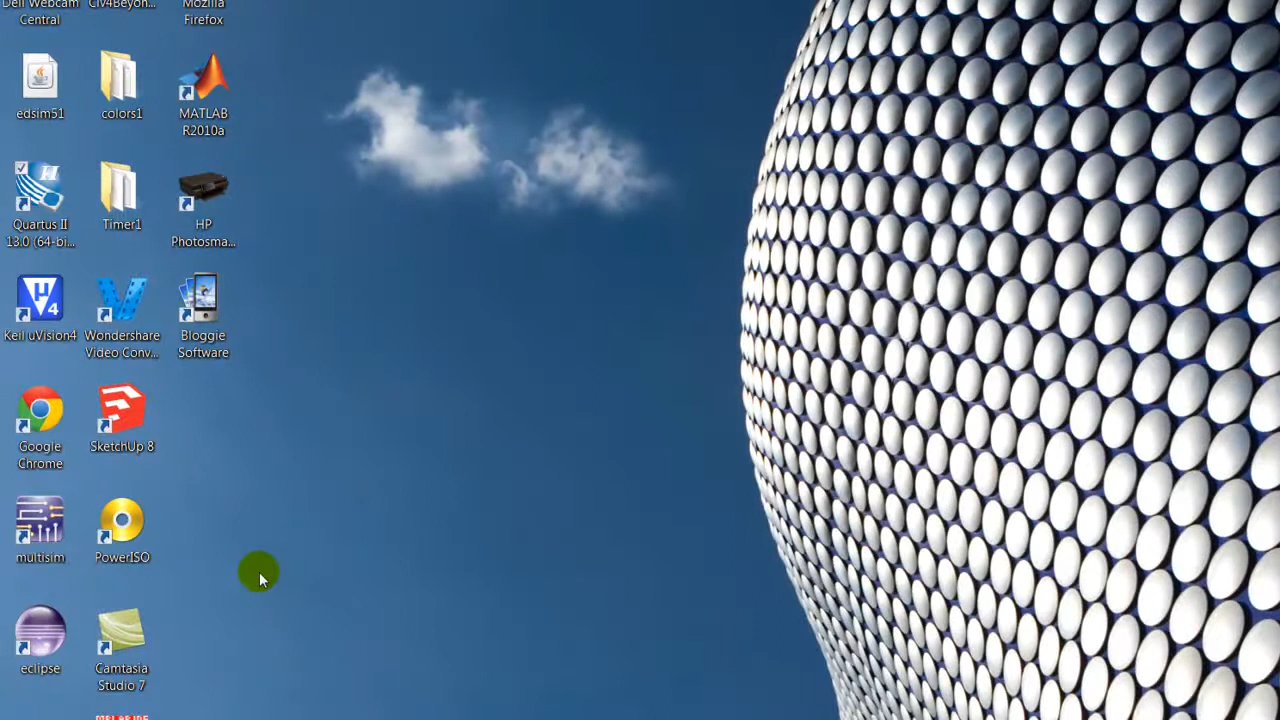 Dell Webcam
Central
Civ4Beyon...
Mozilla
Firefox
edsim51
colors1
MATLAB
R2010a
Quartus II
13.0 (64-bi...
Timer1
HP
Photosma...
Keil uVision4
Wondershare
Video Conv...
Bloggie
Software
Google
Chrome
SketchUp 8
multisim
PowerISO
eclipse
Camtasia
Studio 7